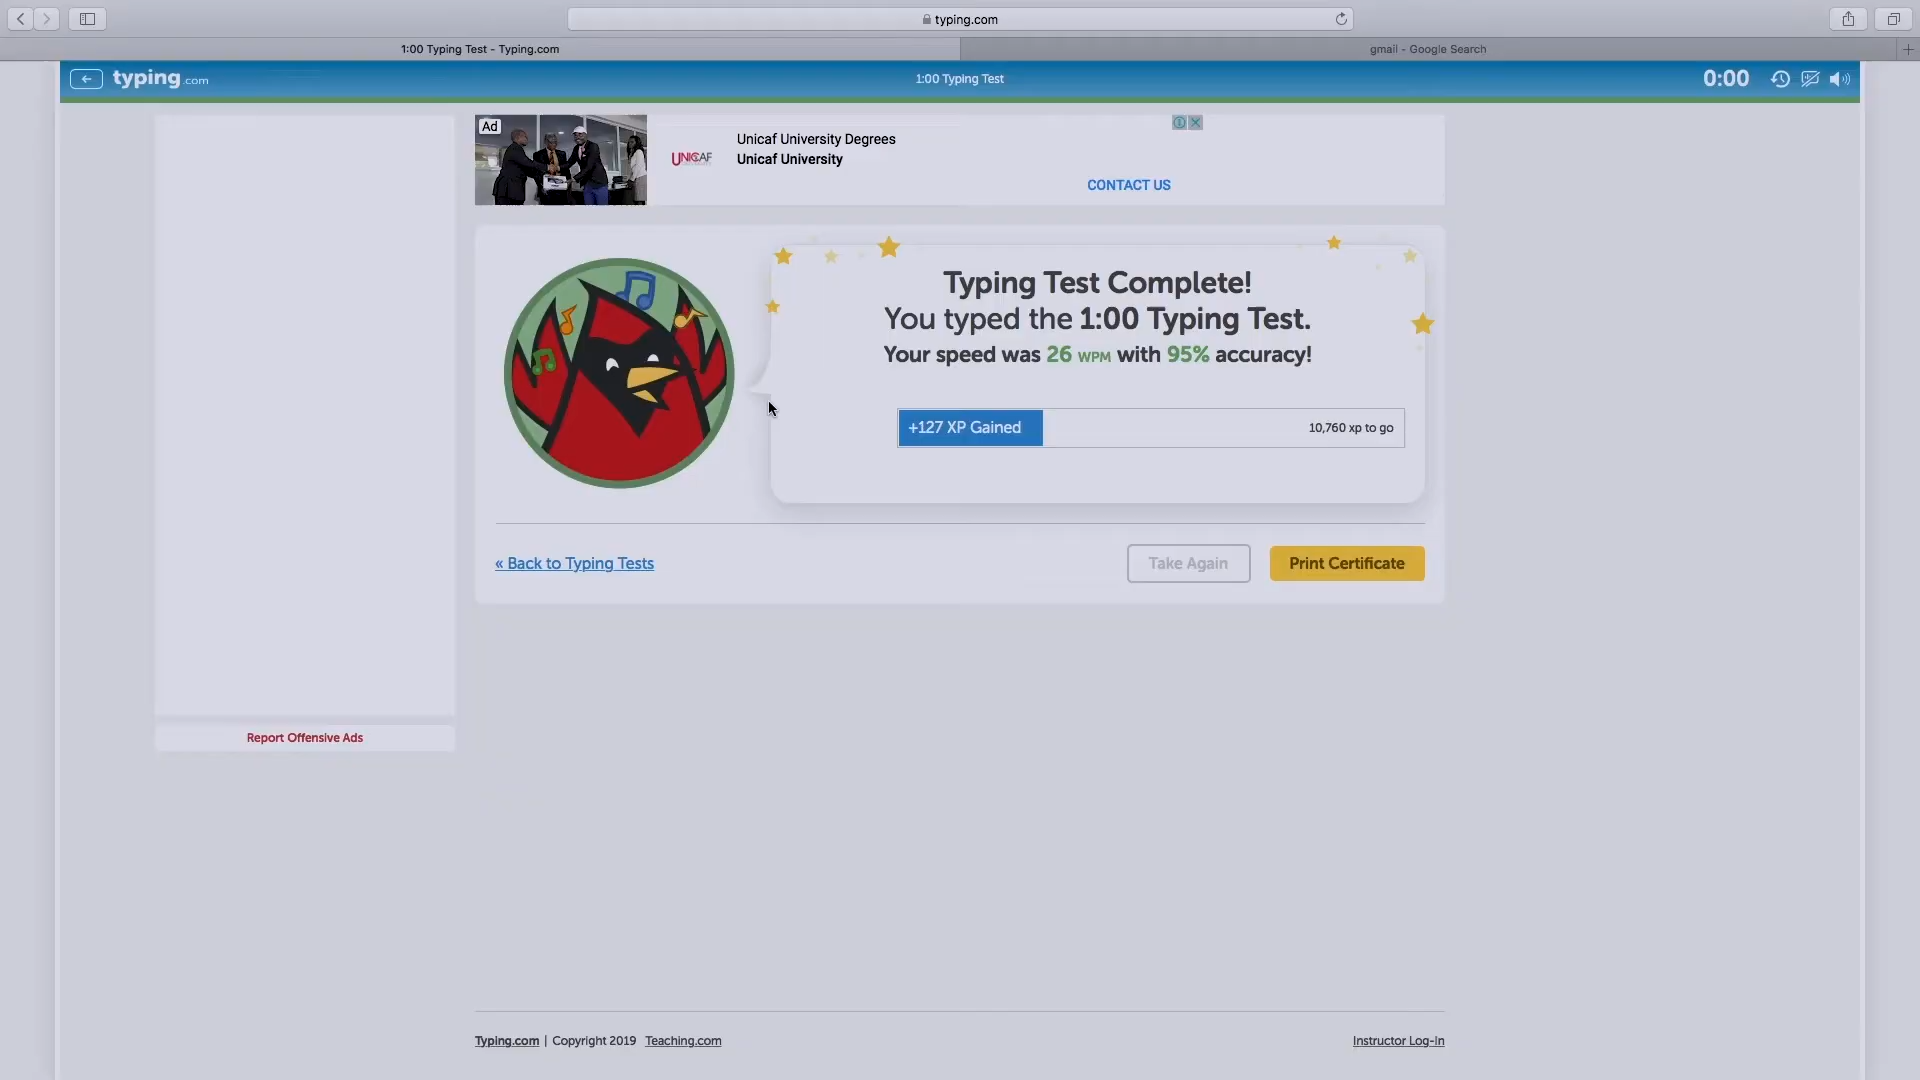 typing.com
1:00 Typing Test - Typing.com
gmail - Google Search
typing.com
1:00 Typing Test
0:00
Ad
UNICAF
Unicaf University Degrees
Unicaf University
CONTACT US
Typing Test Complete!
You typed the 1:00 Typing Test.
Your speed was 26 WPM with 95% accuracy!
+127 XP Gained
10,760 xp to go
« Back to Typing Tests
Take Again
Print Certificate
Report Offensive Ads
Typing.com | Copyright 2019 Teaching.com
Instructor Log-In